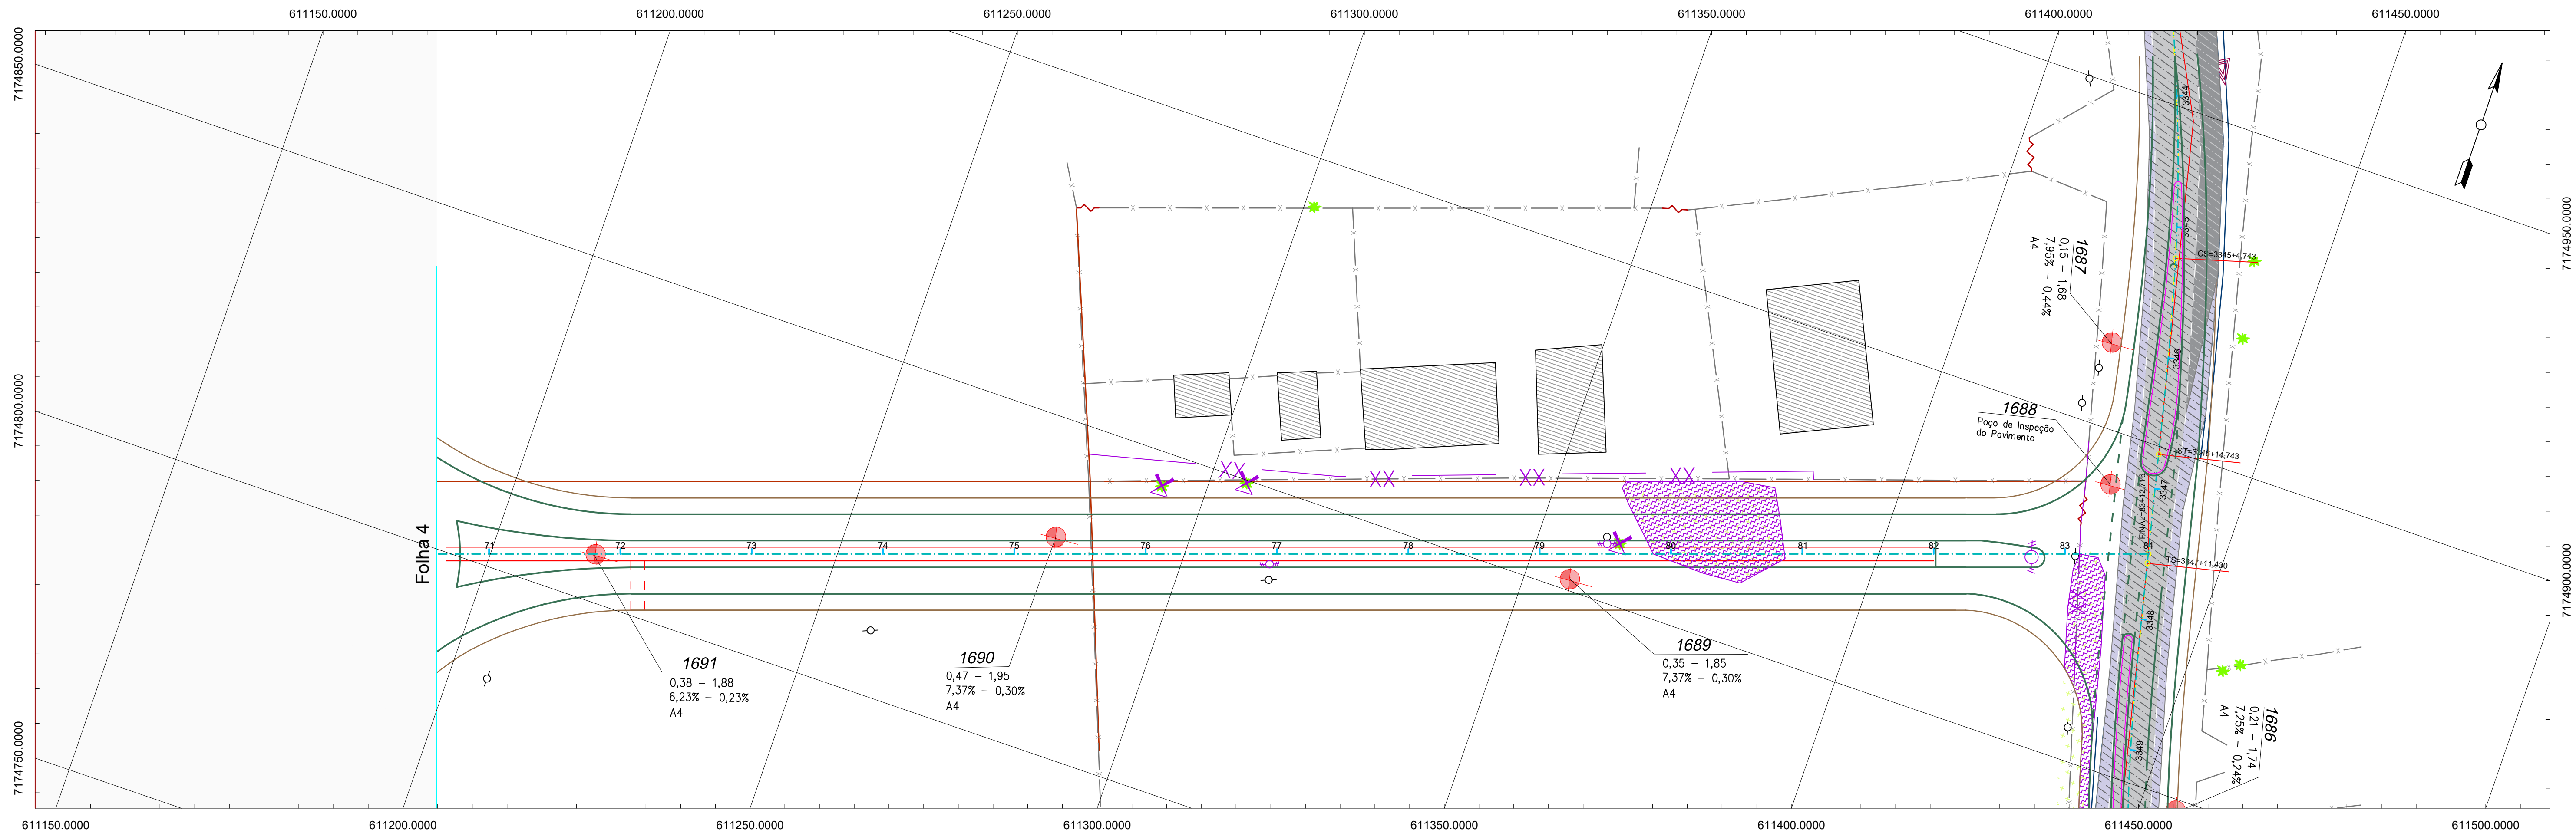 611150.0000
611200.0000
611250.0000
611300.0000
611350.0000
611400.0000
611450.0000
7174850.0000
7174800.0000
7174750.0000
7174950.0000
7174900.0000
Folha 4
71
72
73
74
75
76
77
78
79
80
81
82
83
84
1691
0,38 – 1,88
6,23% – 0,23%
A4
1690
0,47 – 1,95
7,37% – 0,30%
A4
1689
0,35 – 1,85
7,37% – 0,30%
A4
1687
0,15 – 1,68
7,95% – 0,44%
A4
1688
Poço de Inspeção
do Pavimento
1686
0,21 – 1,74
7,25% – 0,24%
A4
3344
3345
CS=3345+4,743
3346
ST=3346+14,743
3347
TS=3347+11,430
3348
3349
611150.0000
611200.0000
611250.0000
611300.0000
611350.0000
611400.0000
611450.0000
611500.0000